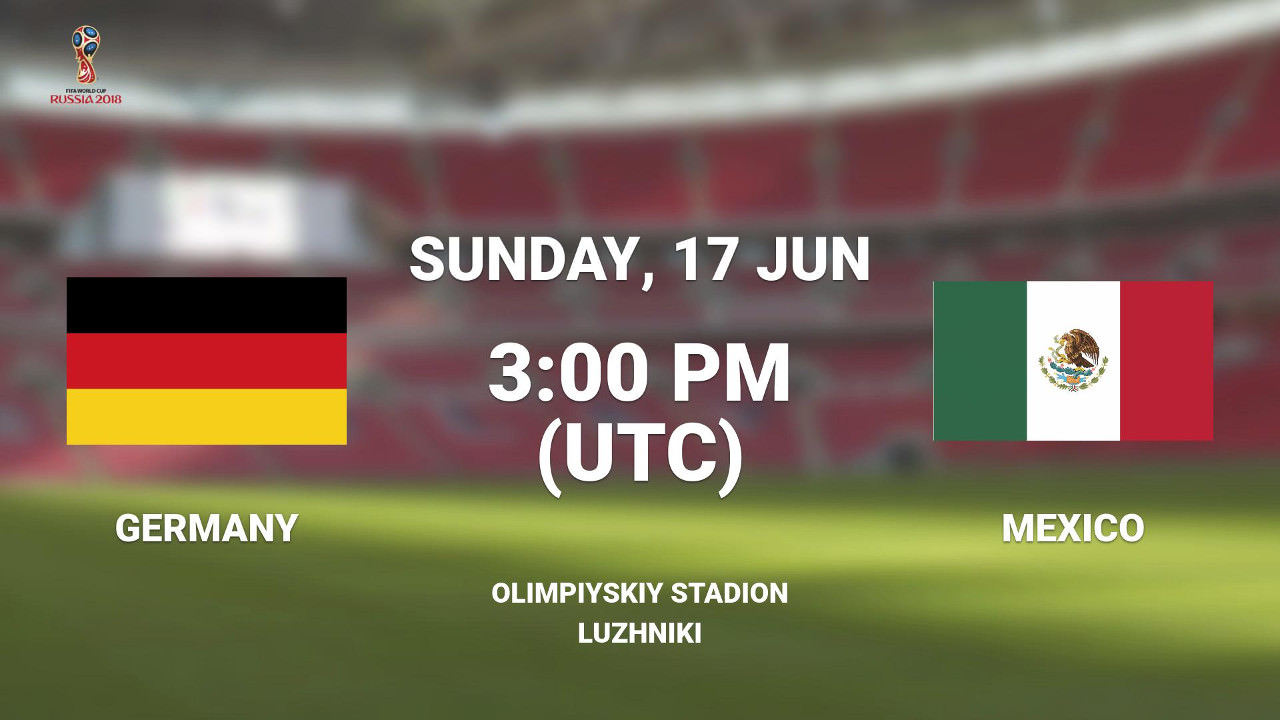 FIFA WORLD CUP
RUSSIA 2018
SUNDAY, 17 JUN
3:00 PM
(UTC)
GERMANY
MEXICO
OLIMPIYSKIY STADION
LUZHNIKI